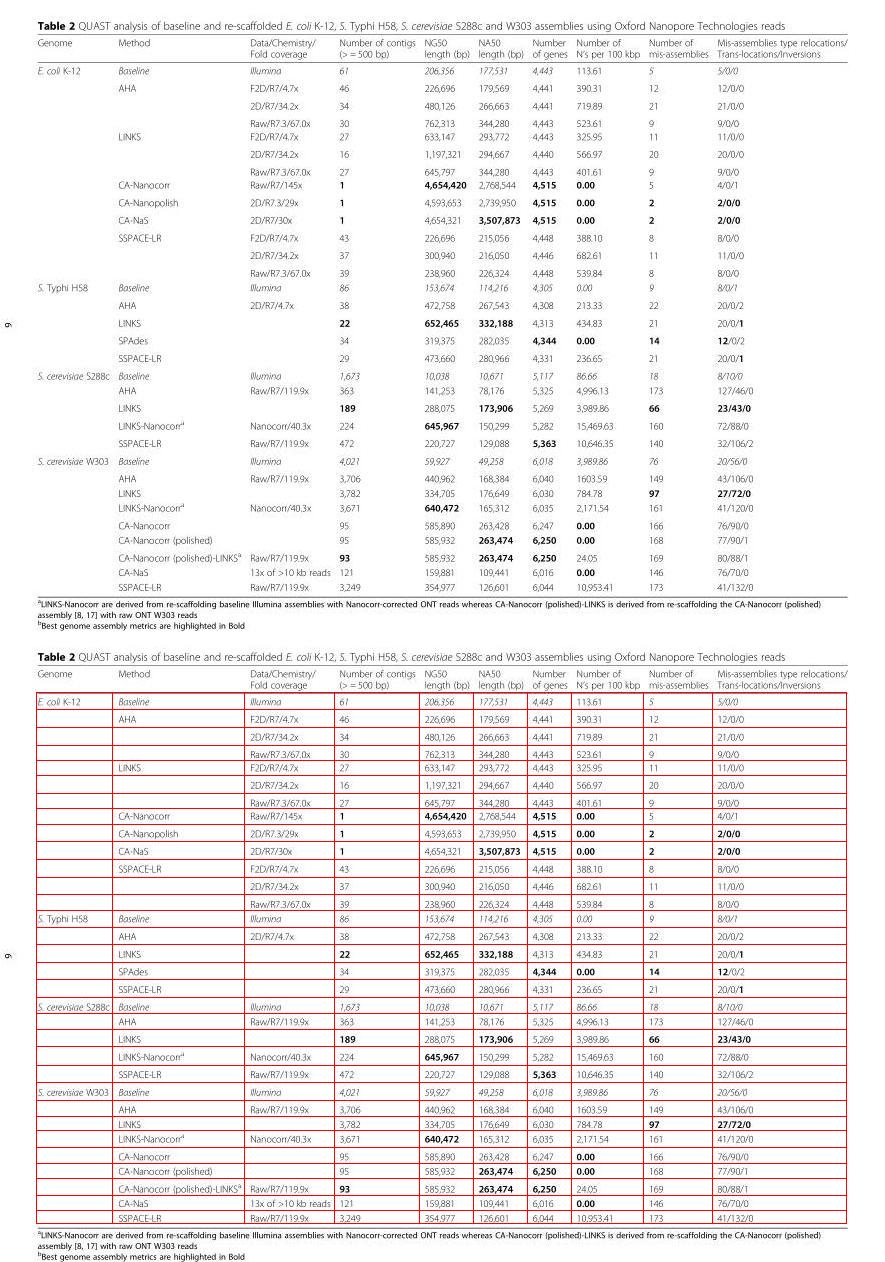 Table 2 QUAST analysis of baseline and re-scaffolded E. coli K-12, S. Typhi H58, S. cerevisiae S288c and W303 assemblies using Oxford Nanopore Technologies reads
Genome Method Data/Chemistry/ Number of contigs NG50 NA50 Number Number of Number of Mis-assemblies type relocations/
Fold coverage (> = 500 bp) length (bp) length (bp) of genes N's per 100 kbp mis-assemblies Trans-locations/Inversions
E. coli K-12 Baseline Illumina 61 206,356 177,531 4,443 113.61 5 5/0/0
AHA F2D/R7/4.7x 46 226,696 179,569 4,441 390.31 12 12/0/0
2D/R7/34.2x 34 480,126 266,663 4,441 719.89 21 21/0/0
Raw/R7.3/67.0x 30 762,313 344,280 4,443 523.61 9 9/0/0
LINKS F2D/R7/4.7x 27 633,147 293,772 4,443 325.95 11 11/0/0
2D/R7/34.2x 16 1,197,321 294,667 4,440 566.97 20 20/0/0
Raw/R7.3/67.0x 27 645,797 344,280 4,443 401.61 9 9/0/0
CA-Nanocorr Raw/R7/145x 1 4,654,420 2,768,544 4,515 0.00 5 4/0/1
CA-Nanopolish 2D/R7.3/29x 1 4,593,653 2,739,950 4,515 0.00 2 2/0/0
CA-NaS 2D/R7/30x 1 4,654,321 3,507,873 4,515 0.00 2 2/0/0
SSPACE-LR F2D/R7/4.7x 43 226,696 215,056 4,448 388.10 8 8/0/0
2D/R7/34.2x 37 300,940 216,050 4,446 682.61 11 11/0/0
Raw/R7.3/67.0x 39 238,960 226,324 4,448 539.84 8 8/0/0
S. Typhi H58 Baseline Illumina 86 153,674 114,216 4,305 0.00 9 8/0/1
AHA 2D/R7/4.7x 38 472,758 267,543 4,308 213.33 22 20/0/2
LINKS 22 652,465 332,188 4,313 434.83 21 20/0/1
SPAdes 34 319,375 282,035 4,344 0.00 14 12/0/2
SSPACE-LR 29 473,660 280,966 4,331 236.65 21 20/0/1
S. cerevisiae S288c Baseline Illumina 1,673 10,038 10,671 5,117 86.66 18 8/10/0
AHA Raw/R7/119.9x 363 141,253 78,176 5,325 4,996.13 173 127/46/0
LINKS 189 288,075 173,906 5,269 3,989.86 66 23/43/0
LINKS-Nanocorrª Nanocorr/40.3x 224 645,967 150,299 5,282 15,469.63 160 72/88/0
SSPACE-LR Raw/R7/119.9x 472 220,727 129,088 5,363 10,646.35 140 32/106/2
S. cerevisiae W303 Baseline Illumina 4,021 59,927 49,258 6,018 3,989.86 76 20/56/0
AHA Raw/R7/119.9x 3,706 440,962 168,384 6,040 1603.59 149 43/106/0
LINKS 3,782 334,705 176,649 6,030 784.78 97 27/72/0
LINKS-Nanocorrª Nanocorr/40.3x 3,671 640,472 165,312 6,035 2,171.54 161 41/120/0
CA-Nanocorr 95 585,890 263,428 6,247 0.00 166 76/90/0
CA-Nanocorr (polished) 95 585,932 263,474 6,250 0.00 168 77/90/1
CA-Nanocorr (polished)-LINKSª Raw/R7/119.9x 93 585,932 263,474 6,250 24.05 169 80/88/1
CA-NaS 13x of >10 kb reads 121 159,881 109,441 6,016 0.00 146 76/70/0
SSPACE-LR Raw/R7/119.9x 3,249 354,977 126,601 6,044 10,953.41 173 41/132/0
ªLINKS-Nanocorr are derived from re-scaffolding baseline Illumina assemblies with Nanocorr-corrected ONT reads whereas CA-Nanocorr (polished)-LINKS is derived from re-scaffolding the CA-Nanocorr (polished)
assembly [8, 17] with raw ONT W303 reads
ᵇBest genome assembly metrics are highlighted in Bold
6
Table 2 QUAST analysis of baseline and re-scaffolded E. coli K-12, S. Typhi H58, S. cerevisiae S288c and W303 assemblies using Oxford Nanopore Technologies reads
Genome Method Data/Chemistry/ Number of contigs NG50 NA50 Number Number of Number of Mis-assemblies type relocations/
Fold coverage (> = 500 bp) length (bp) length (bp) of genes N's per 100 kbp mis-assemblies Trans-locations/Inversions
E. coli K-12 Baseline Illumina 61 206,356 177,531 4,443 113.61 5 5/0/0
AHA F2D/R7/4.7x 46 226,696 179,569 4,441 390.31 12 12/0/0
2D/R7/34.2x 34 480,126 266,663 4,441 719.89 21 21/0/0
Raw/R7.3/67.0x 30 762,313 344,280 4,443 523.61 9 9/0/0
LINKS F2D/R7/4.7x 27 633,147 293,772 4,443 325.95 11 11/0/0
2D/R7/34.2x 16 1,197,321 294,667 4,440 566.97 20 20/0/0
Raw/R7.3/67.0x 27 645,797 344,280 4,443 401.61 9 9/0/0
CA-Nanocorr Raw/R7/145x 1 4,654,420 2,768,544 4,515 0.00 5 4/0/1
CA-Nanopolish 2D/R7.3/29x 1 4,593,653 2,739,950 4,515 0.00 2 2/0/0
CA-NaS 2D/R7/30x 1 4,654,321 3,507,873 4,515 0.00 2 2/0/0
SSPACE-LR F2D/R7/4.7x 43 226,696 215,056 4,448 388.10 8 8/0/0
2D/R7/34.2x 37 300,940 216,050 4,446 682.61 11 11/0/0
Raw/R7.3/67.0x 39 238,960 226,324 4,448 539.84 8 8/0/0
S. Typhi H58 Baseline Illumina 86 153,674 114,216 4,305 0.00 9 8/0/1
AHA 2D/R7/4.7x 38 472,758 267,543 4,308 213.33 22 20/0/2
LINKS 22 652,465 332,188 4,313 434.83 21 20/0/1
SPAdes 34 319,375 282,035 4,344 0.00 14 12/0/2
SSPACE-LR 29 473,660 280,966 4,331 236.65 21 20/0/1
S. cerevisiae S288c Baseline Illumina 1,673 10,038 10,671 5,117 86.66 18 8/10/0
AHA Raw/R7/119.9x 363 141,253 78,176 5,325 4,996.13 173 127/46/0
LINKS 189 288,075 173,906 5,269 3,989.86 66 23/43/0
LINKS-Nanocorrª Nanocorr/40.3x 224 645,967 150,299 5,282 15,469.63 160 72/88/0
SSPACE-LR Raw/R7/119.9x 472 220,727 129,088 5,363 10,646.35 140 32/106/2
S. cerevisiae W303 Baseline Illumina 4,021 59,927 49,258 6,018 3,989.86 76 20/56/0
AHA Raw/R7/119.9x 3,706 440,962 168,384 6,040 1603.59 149 43/106/0
LINKS 3,782 334,705 176,649 6,030 784.78 97 27/72/0
LINKS-Nanocorrª Nanocorr/40.3x 3,671 640,472 165,312 6,035 2,171.54 161 41/120/0
CA-Nanocorr 95 585,890 263,428 6,247 0.00 166 76/90/0
CA-Nanocorr (polished) 95 585,932 263,474 6,250 0.00 168 77/90/1
CA-Nanocorr (polished)-LINKSª Raw/R7/119.9x 93 585,932 263,474 6,250 24.05 169 80/88/1
CA-NaS 13x of >10 kb reads 121 159,881 109,441 6,016 0.00 146 76/70/0
SSPACE-LR Raw/R7/119.9x 3,249 354,977 126,601 6,044 10,953.41 173 41/132/0
ªLINKS-Nanocorr are derived from re-scaffolding baseline Illumina assemblies with Nanocorr-corrected ONT reads whereas CA-Nanocorr (polished)-LINKS is derived from re-scaffolding the CA-Nanocorr (polished)
assembly [8, 17] with raw ONT W303 reads
ᵇBest genome assembly metrics are highlighted in Bold
6